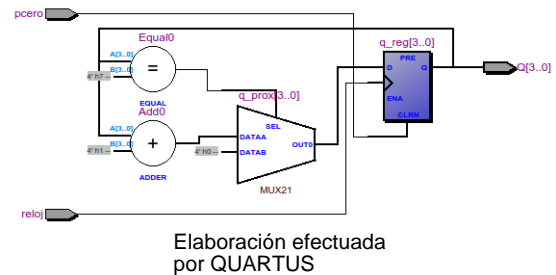 pcero
Equal0
A[3..0]
B[3..0]
4' h7 --
=
EQUAL
Add0
A[3..0]
B[3..0]
4' h1 --
+
ADDER
q_prox[3..0]
SEL
DATAA
DATAB
4' h0 --
OUT0
MUX21
q_reg[3..0]
PRE
D
Q
ENA
CLRN
Q[3..0]
reloj
Elaboración efectuada
por QUARTUS